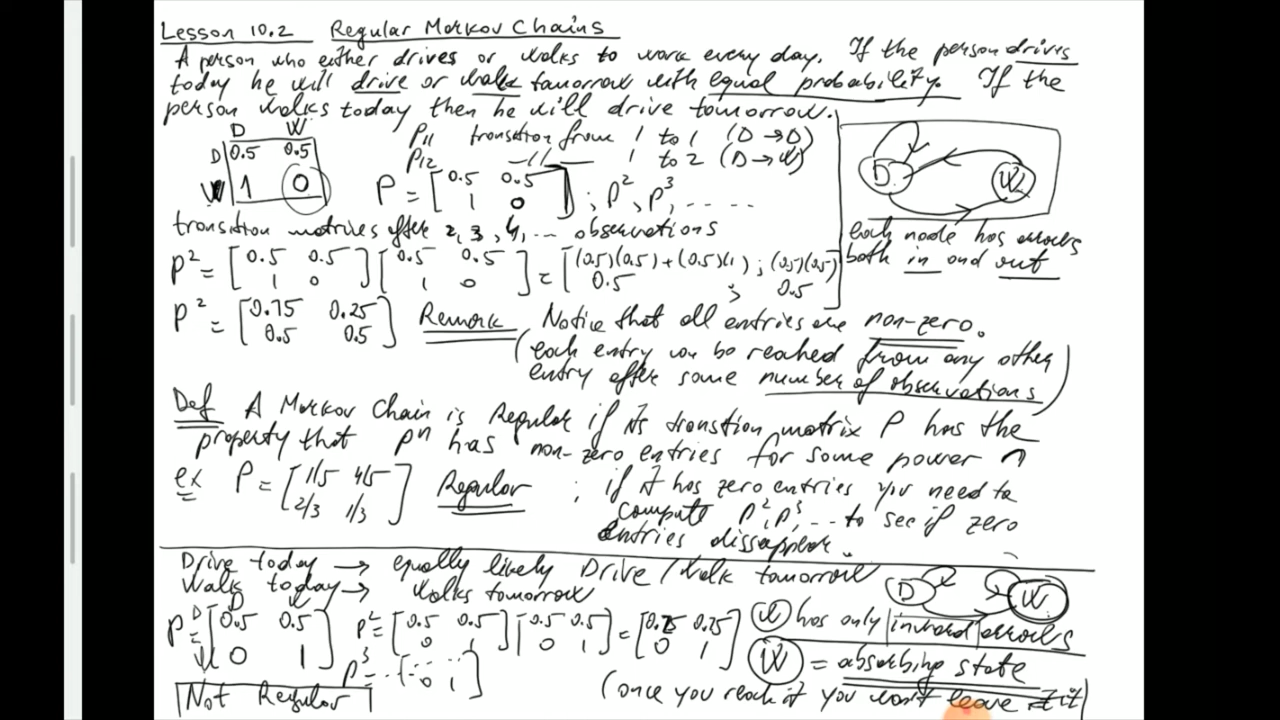 Lesson 10.2 Regular Markov Chains
A person who either drives or walks to work every day. If the person drives
today he will drive or walk tomorrow with equal probability. If the
person walks today then he will drive tomorrow.
D W
D 0.5 0.5
W 1 0
P11 transition from 1 to 1 (D → D)
P12 —//— 1 to 2 (D → W)
P = [ 0.5 0.5 ; P², P³, ......
1 0 ]
D W
each node has arrows
both in and out
transition matrices after 2, 3, 4, ... observations
P² = [ 0.5 0.5 ] [ 0.5 0.5 ] = [ (0.5)(0.5) + (0.5)(1) ; (0.5)(0.5)
1 0 1 0 0.5 ; 0.5
P² = [ 0.75 0.25 ] Remark Notice that all entries are non-zero.
0.5 0.5
(each entry can be reached from any other
entry after some number of observations)
Def A Markov Chain is Regular if its transtion matrix P has the
property that Pⁿ has non-zero entries for some power n
ex P = [ 1/5 4/5 ] Regular ; if it has zero entries you need to
2/3 1/3 compute P², P³, ... to see if zero
entries dissappear.
Drive today → equally likely Drive / Walk tomorrow
Walk today → Walks tomorrow
D W
D W
P = D [ 0.5 0.5 ] P² = [ 0.5 0.5 ] [ 0.5 0.5 ] = [ 0.25 0.75 ]
W 0 1 0 1 0 1 0 1
P³ = [ ..... ]
0 1
W has only inward arrows
W = absorbing state
Not Regular (once you reach it you won't leave it)